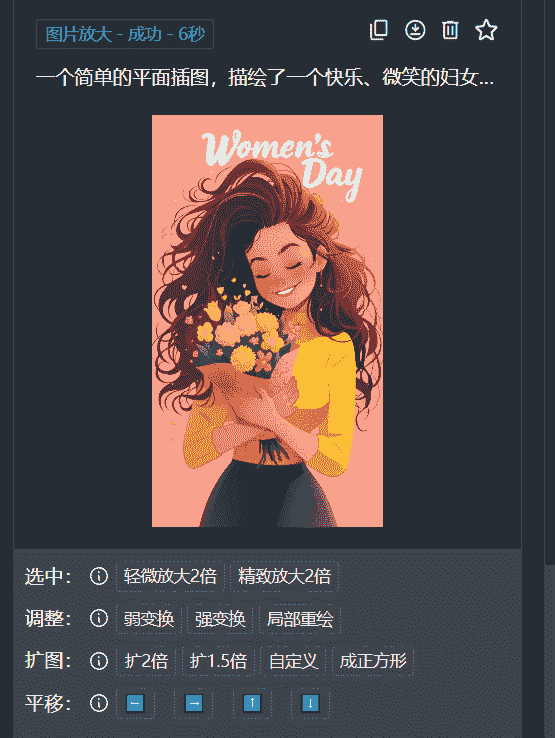 图片放大 - 成功 - 6秒
一个简单的平面插图，描绘了一个快乐、微笑的妇女...
Women's
Day
选中： 轻微放大2倍 精致放大2倍
调整： 弱变换 强变换 局部重绘
扩图： 扩2倍 扩1.5倍 自定义 成正方形
平移： ← → ↑ ↓